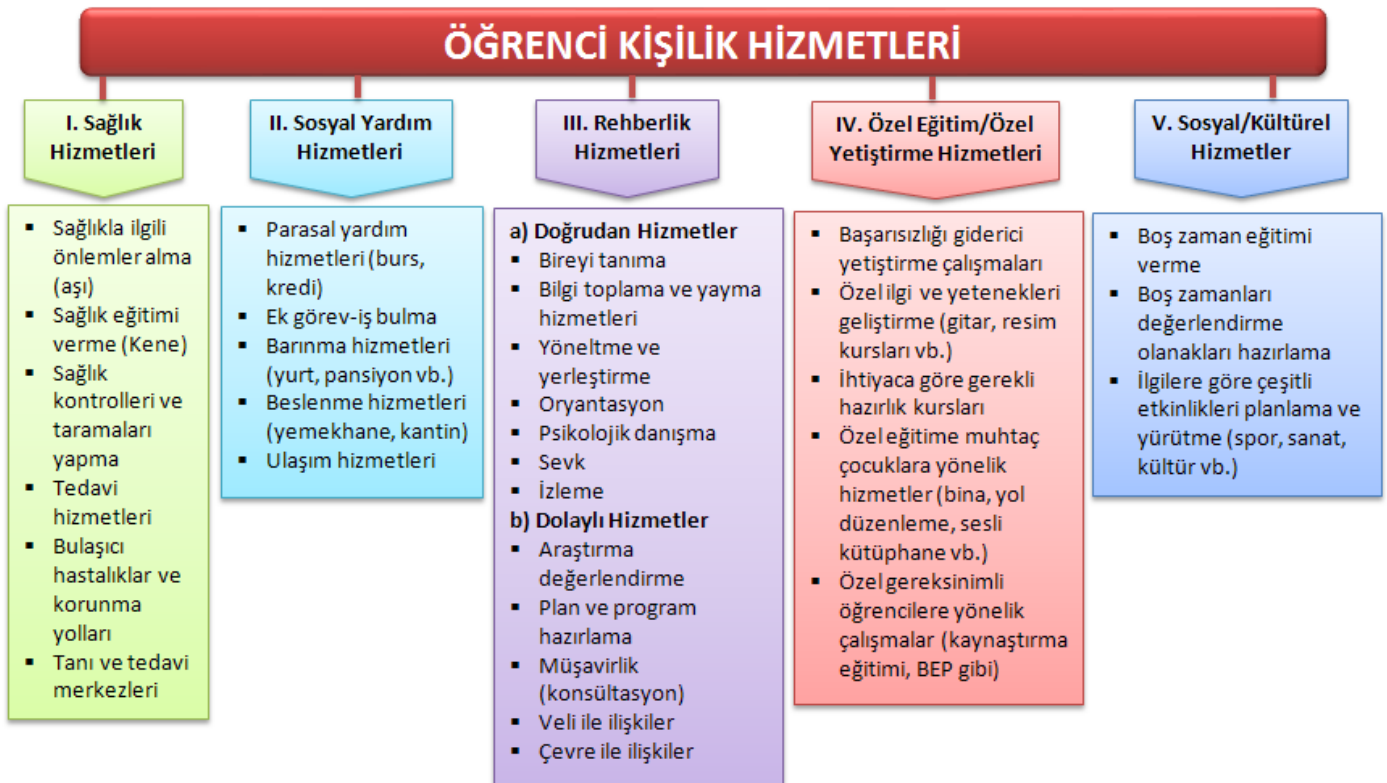 ÖĞRENCİ KİŞİLİK HİZMETLERİ
I. Sağlık
Hizmetleri
▪ Sağlıkla ilgili
önlemler alma
(aşı)
▪ Sağlık eğitimi
verme (Kene)
▪ Sağlık
kontrolleri ve
taramaları
yapma
▪ Tedavi
hizmetleri
▪ Bulaşıcı
hastalıklar ve
korunma
yolları
▪ Tanı ve tedavi
merkezleri
II. Sosyal Yardım
Hizmetleri
▪ Parasal yardım
hizmetleri (burs,
kredi)
▪ Ek görev-iş bulma
▪ Barınma hizmetleri
(yurt, pansiyon vb.)
▪ Beslenme hizmetleri
(yemekhane, kantin)
▪ Ulaşım hizmetleri
III. Rehberlik
Hizmetleri
a) Doğrudan Hizmetler
▪ Bireyi tanıma
▪ Bilgi toplama ve yayma
hizmetleri
▪ Yöneltme ve
yerleştirme
▪ Oryantasyon
▪ Psikolojik danışma
▪ Sevk
▪ İzleme
b) Dolaylı Hizmetler
▪ Araştırma
değerlendirme
▪ Plan ve program
hazırlama
▪ Müşavirlik
(konsültasyon)
▪ Veli ile ilişkiler
▪ Çevre ile ilişkiler
IV. Özel Eğitim/Özel
Yetiştirme Hizmetleri
▪ Başarısızlığı giderici
yetiştirme çalışmaları
▪ Özel ilgi ve yetenekleri
geliştirme (gitar, resim
kursları vb.)
▪ İhtiyaca göre gerekli
hazırlık kursları
▪ Özel eğitime muhtaç
çocuklara yönelik
hizmetler (bina, yol
düzenleme, sesli
kütüphane vb.)
▪ Özel gereksinimli
öğrencilere yönelik
çalışmalar (kaynaştırma
eğitimi, BEP gibi)
V. Sosyal/Kültürel
Hizmetler
▪ Boş zaman eğitimi
verme
▪ Boş zamanları
değerlendirme
olanakları hazırlama
▪ İlgilere göre çeşitli
etkinlikleri planlama ve
yürütme (spor, sanat,
kültür vb.)